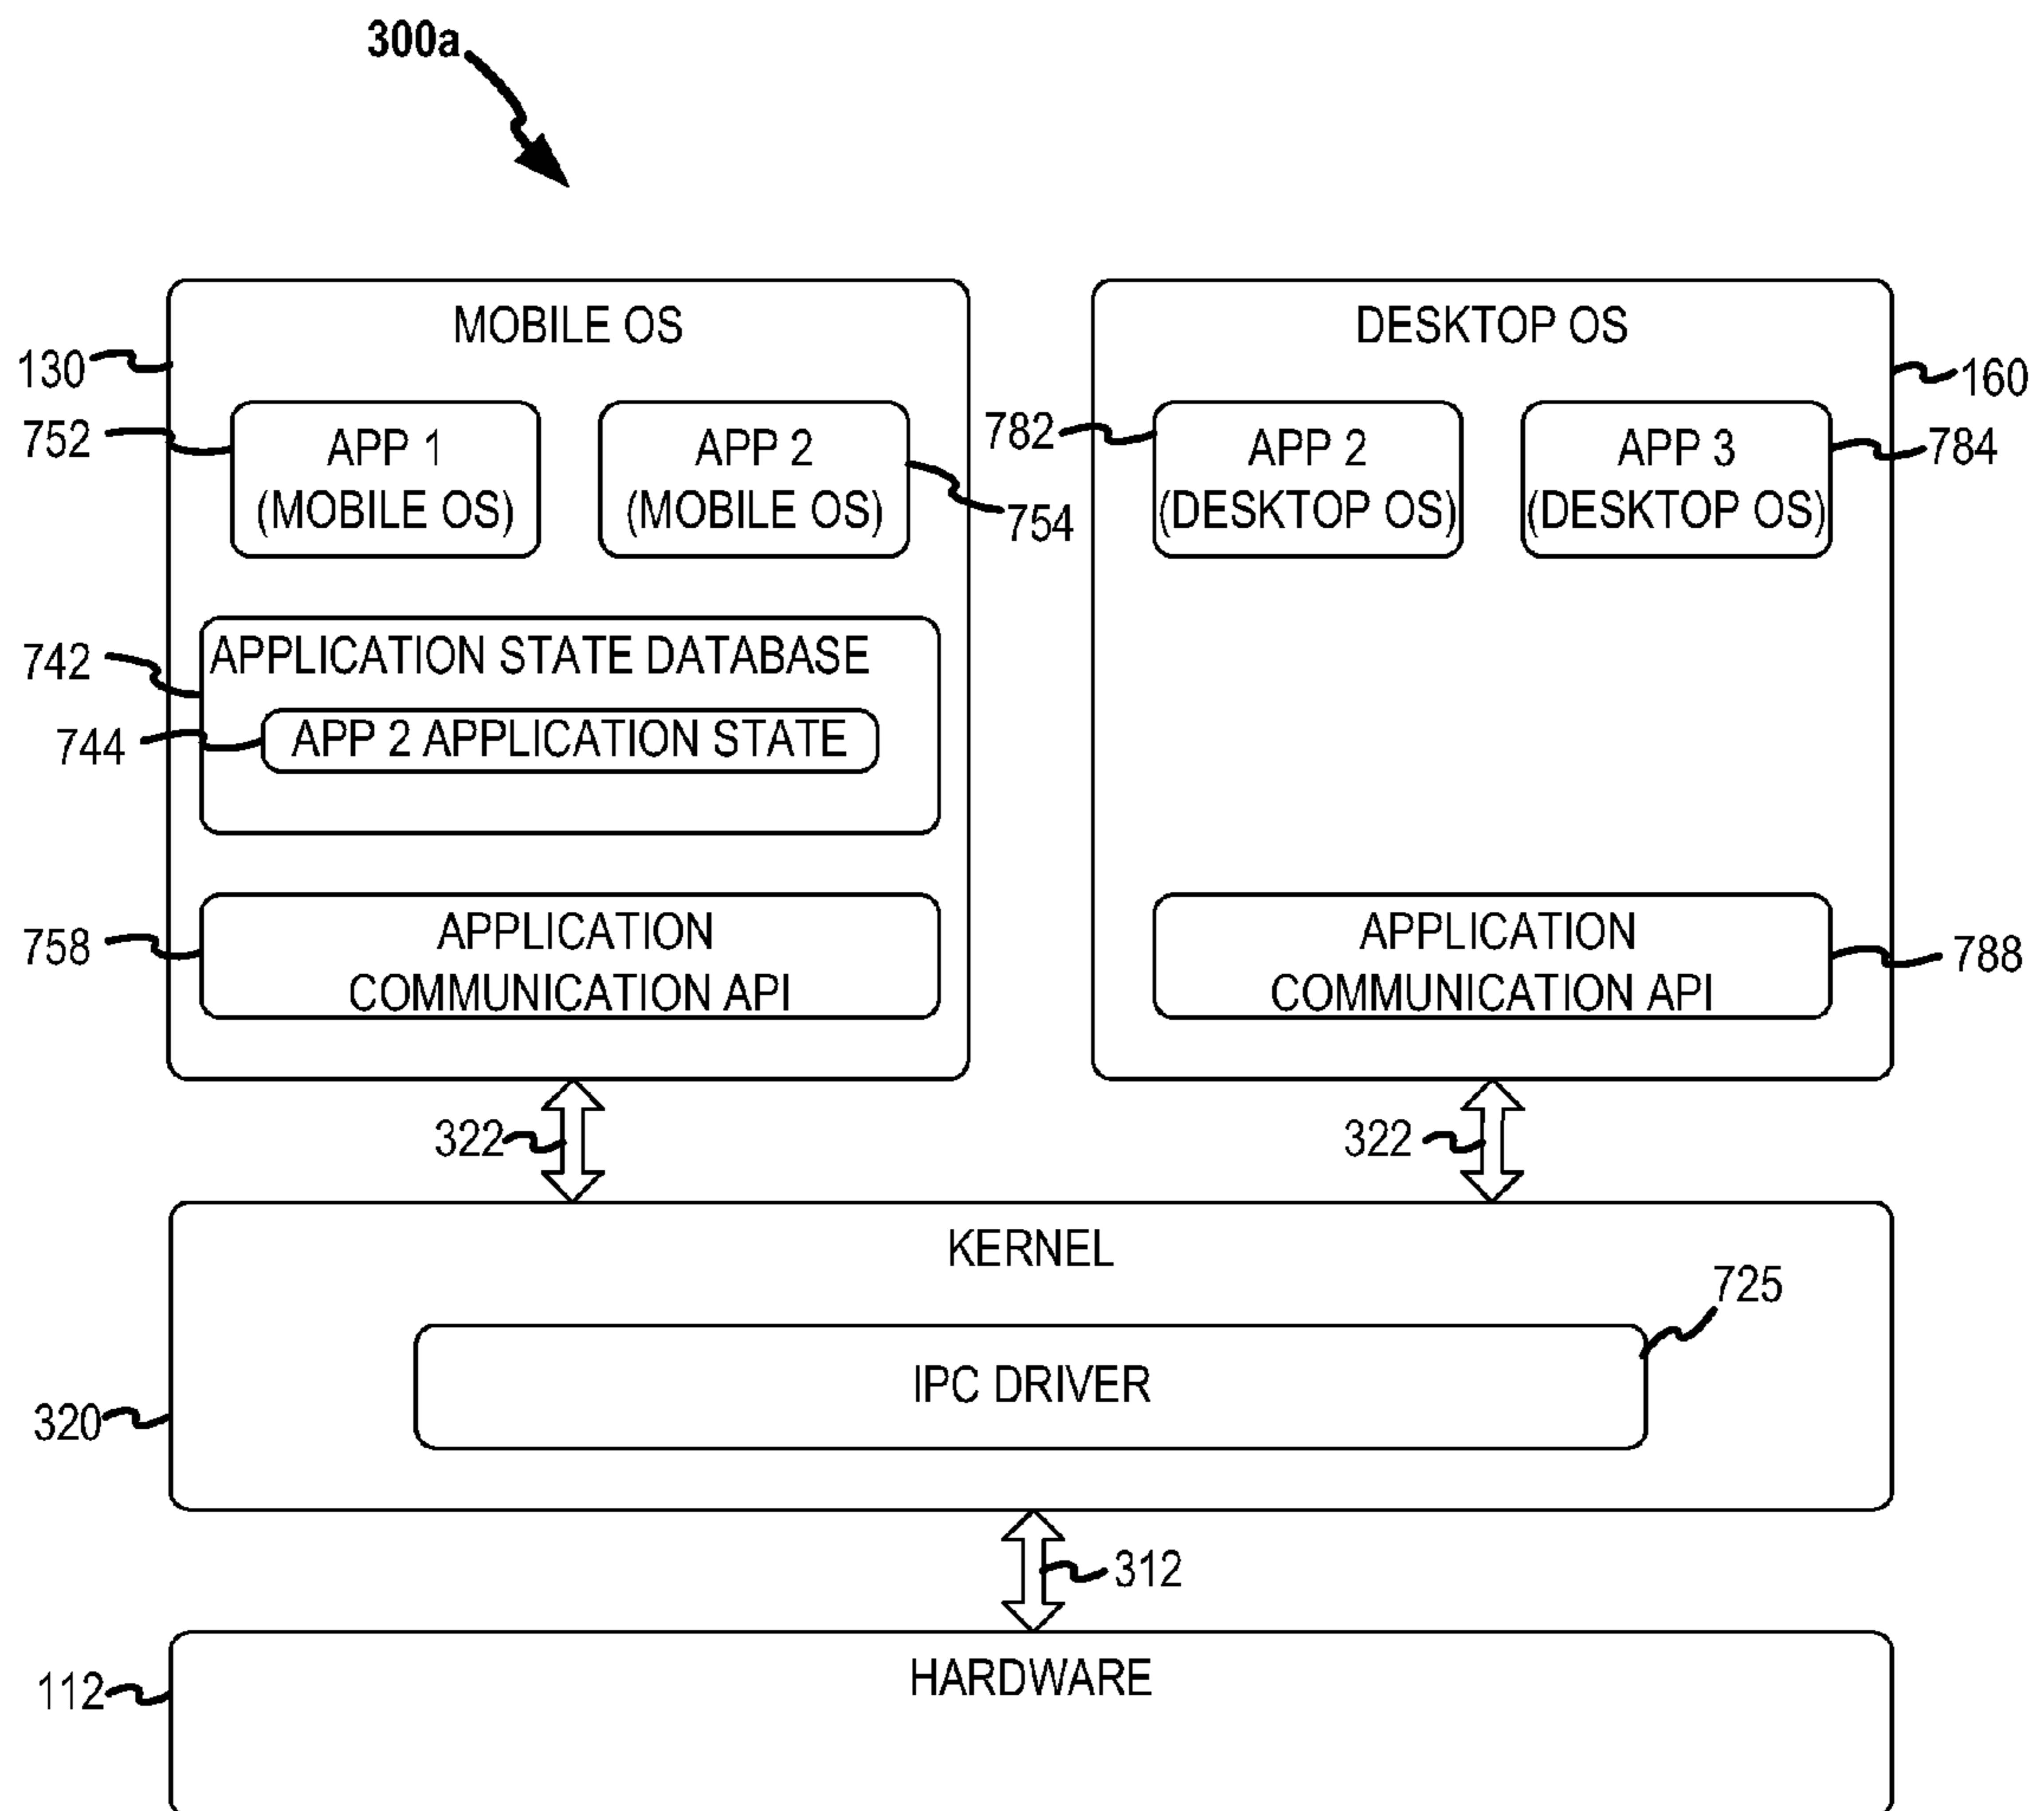 300a
MOBILE OS
DESKTOP OS
130
160
752
APP 1
(MOBILE OS)
APP 2
(MOBILE OS)
754
782
APP 2
(DESKTOP OS)
APP 3
(DESKTOP OS)
784
742
APPLICATION STATE DATABASE
744
APP 2 APPLICATION STATE
758
APPLICATION
COMMUNICATION API
APPLICATION
COMMUNICATION API
788
322
322
KERNEL
725
IPC DRIVER
320
312
HARDWARE
112